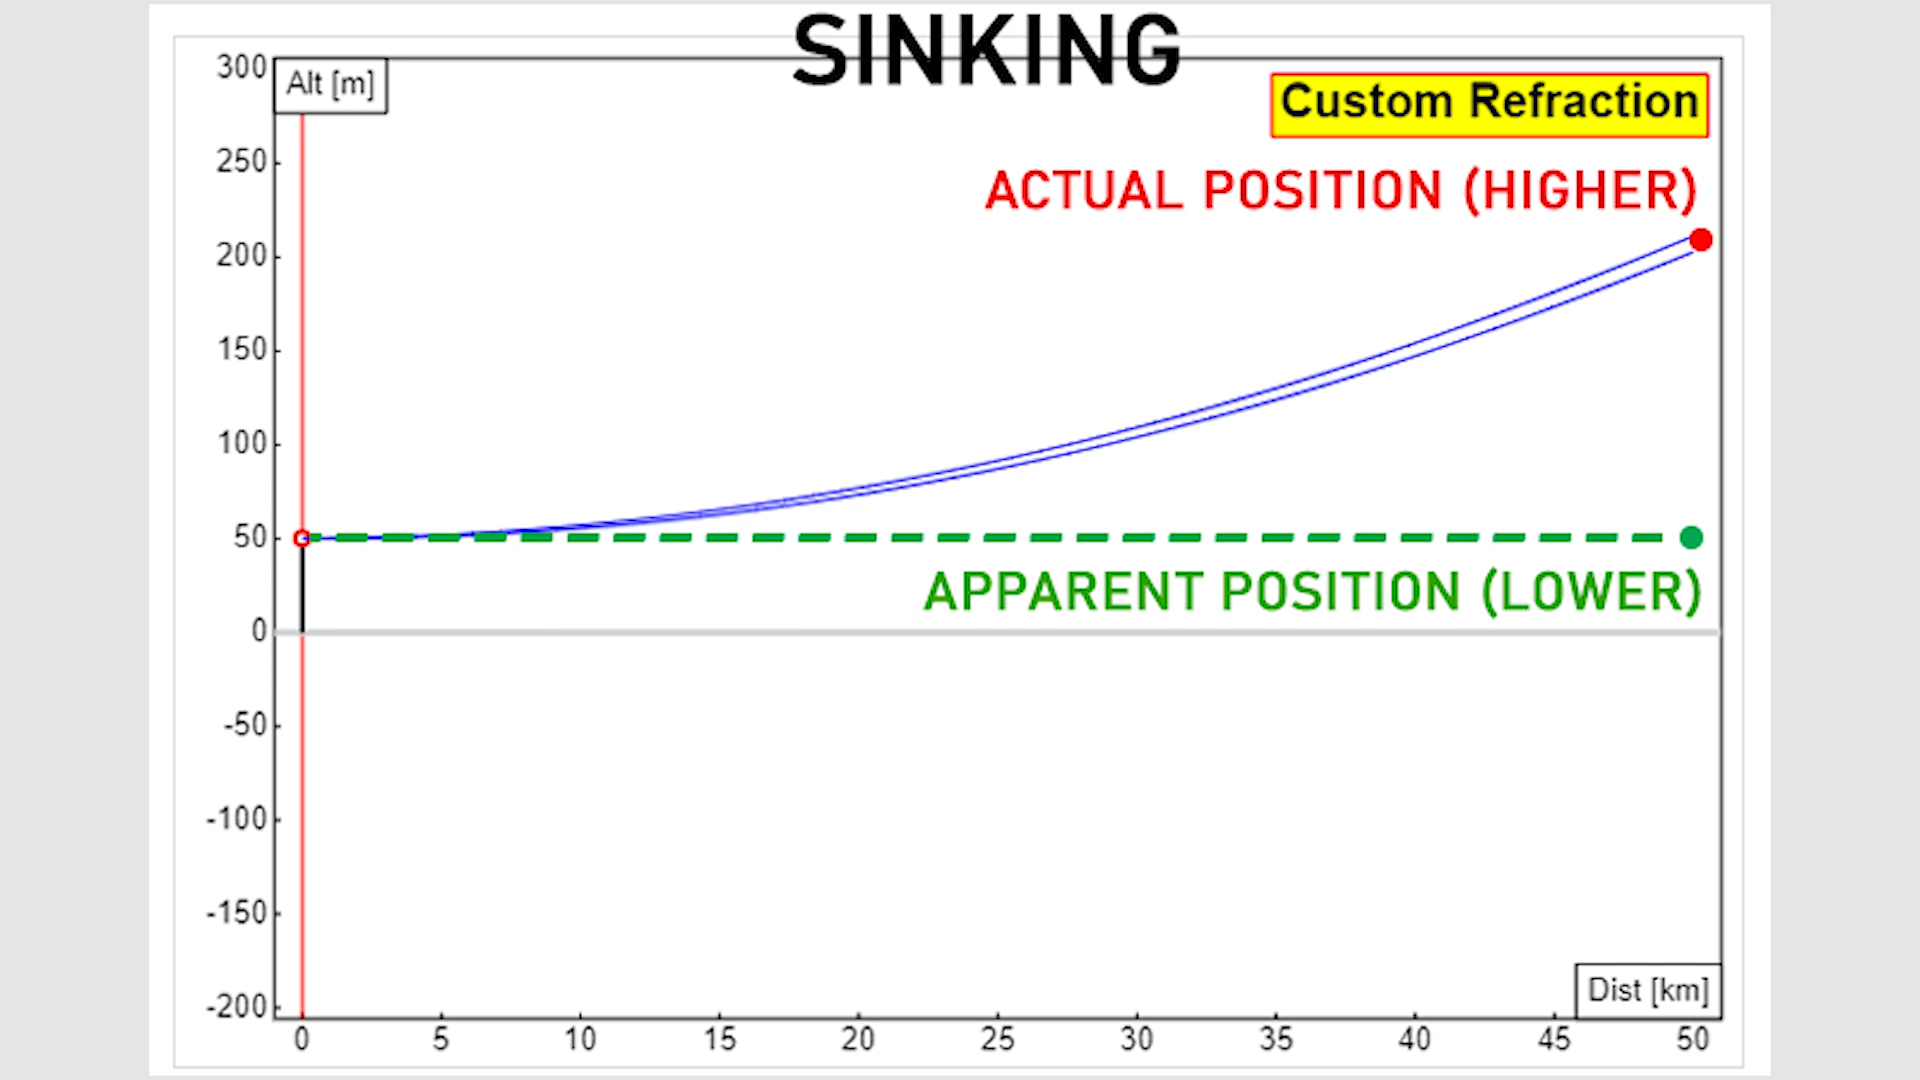 SINKING
300
Alt [m]
Custom Refraction
250
ACTUAL POSITION (HIGHER)
200
150
100
50
APPARENT POSITION (LOWER)
0
-50
-100
-150
-200
Dist [km]
0 5 10 15 20 25 30 35 40 45 50